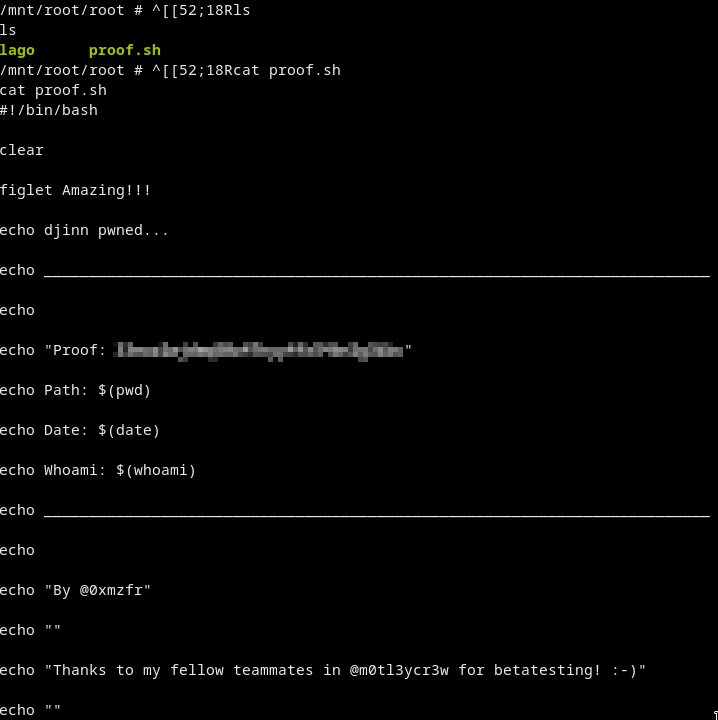 /mnt/root/root # ^[[52;18Rls
ls
lago      proof.sh
/mnt/root/root # ^[[52;18Rcat proof.sh
cat proof.sh
#!/bin/bash
clear
figlet Amazing!!!
echo djinn pwned...
echo __________________________________________________________________________
echo
echo "Proof: "
echo Path: $(pwd)
echo Date: $(date)
echo Whoami: $(whoami)
echo __________________________________________________________________________
echo
echo "By @0xmzfr"
echo ""
echo "Thanks to my fellow teammates in @m0tl3ycr3w for betatesting! :-)"
echo ""